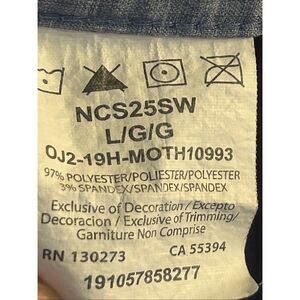 NCS25SW
L/G/G
OJ2-19H-MOTH10993
97% POLYESTER/POLIESTER/POLYESTER
3% SPANDEX/SPANDEX/SPANDEX
Exclusive of Decoration / Excepto
Decoracion / Exclusive of Trimming/
Garniture Non Comprise
RN 130273 CA 55394
191057858277